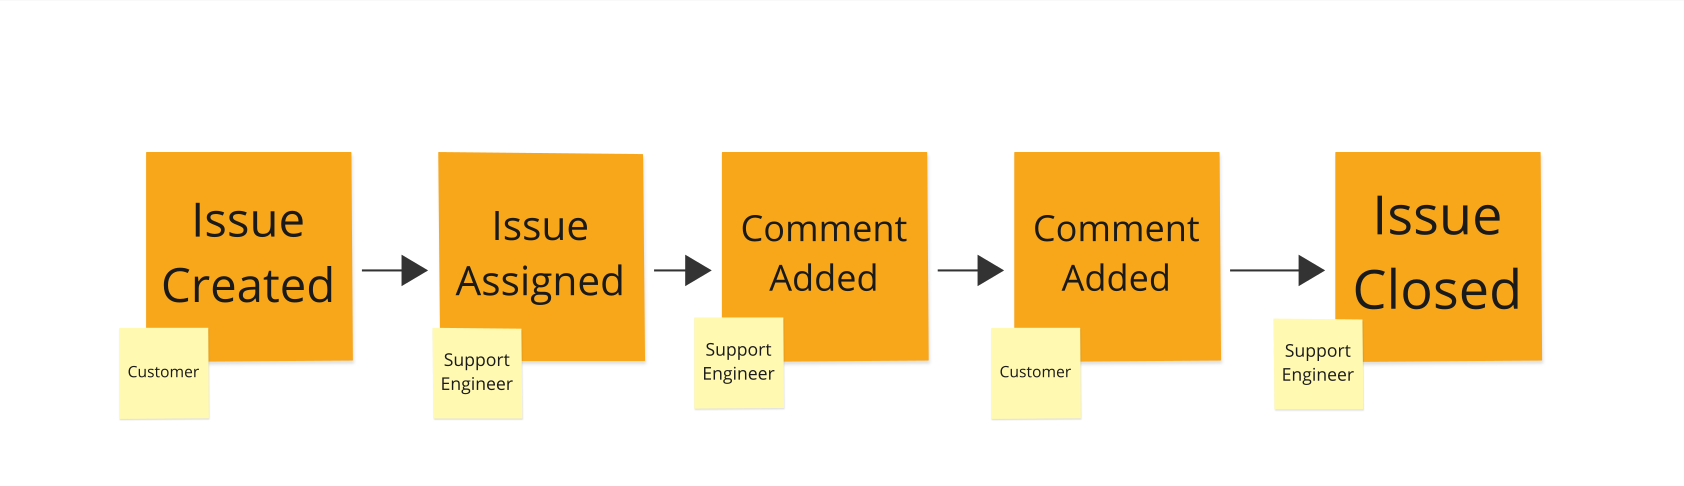 Issue
Created
Customer
Issue
Assigned
Support
Engineer
Comment
Added
Support
Engineer
Comment
Added
Customer
Issue
Closed
Support
Engineer